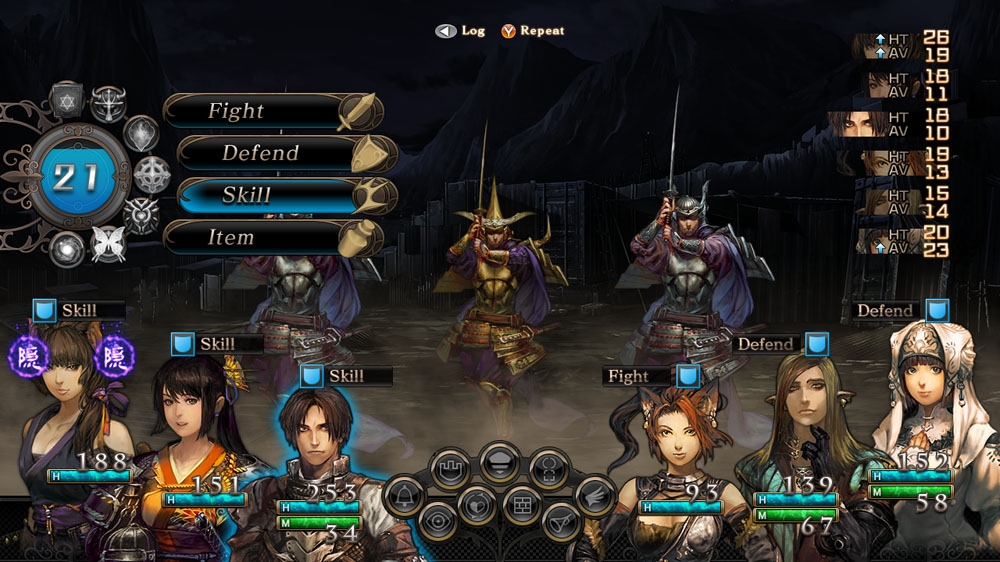 Log Repeat
HT 26
AV 19
HT 18
AV 11
HT 18
AV 10
HT 19
AV 13
HT 15
AV 14
HT 20
AV 23
21
Fight
Defend
Skill
Item
Skill
Skill
Skill
Fight
Defend
Defend
隠 隠
H 188
H 151
H 253
M 34
H 93
H 139
M 67
H 152
M 58